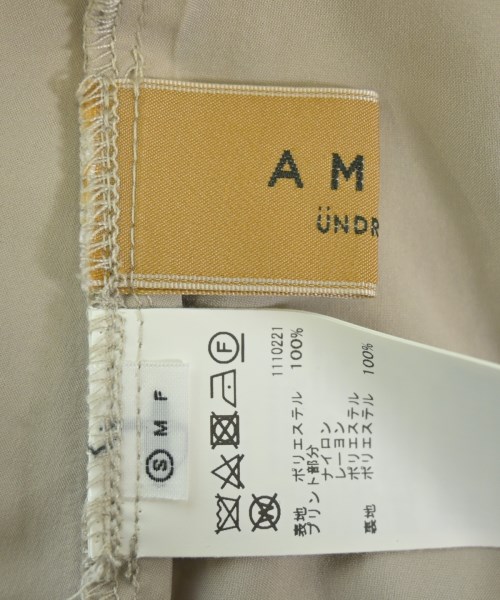 AM
ÜNDR
Ⓢ M F
1110221
表地 ポリエステル 100%
プリント部分 ナイロン
レーヨン
ポリエステル
裏地 ポリエステル 100%